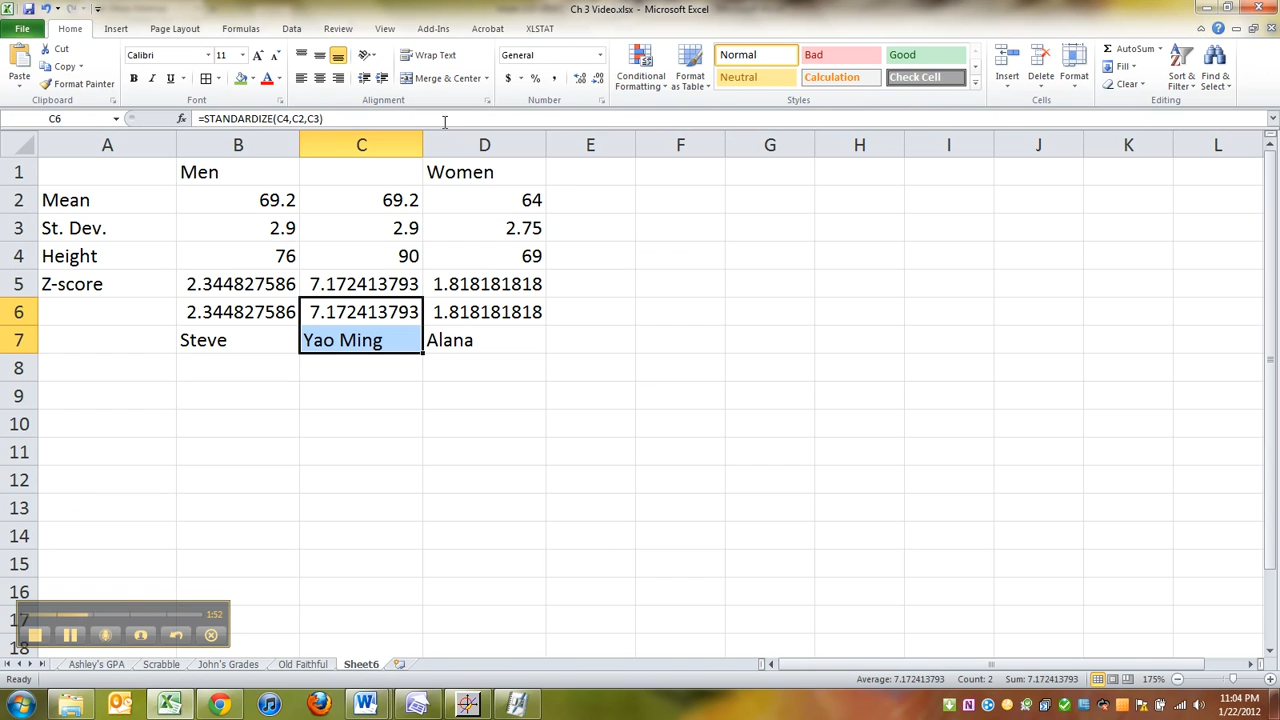 Ch 3 Video.xlsx - Microsoft Excel
File Home Insert Page Layout Formulas Data Review View Add-Ins Acrobat XLSTAT
Paste Cut Copy Format Painter Clipboard
Calibri 11 A A B I U A Font
Wrap Text Merge & Center Alignment
General $ % , Number
Conditional Formatting Format as Table
Normal Bad Good
Neutral Calculation Check Cell
Styles
Insert Delete Format Cells
Σ AutoSum Fill Clear Sort & Filter Find & Select Editing
C6 fx =STANDARDIZE(C4,C2,C3)
A B C D E F G H I J K L
1 Men Women
2 Mean 69.2 69.2 64
3 St. Dev. 2.9 2.9 2.75
4 Height 76 90 69
5 Z-score 2.344827586 7.172413793 1.818181818
6 2.344827586 7.172413793 1.818181818
7 Steve Yao Ming Alana
8
9
10
11
12
13
14
15
16
17
18
1:52
Ashley's GPA Scrabble John's Grades Old Faithful Sheet6
Ready Average: 7.172413793 Count: 2 Sum: 7.172413793 175%
11:04 PM
1/22/2012